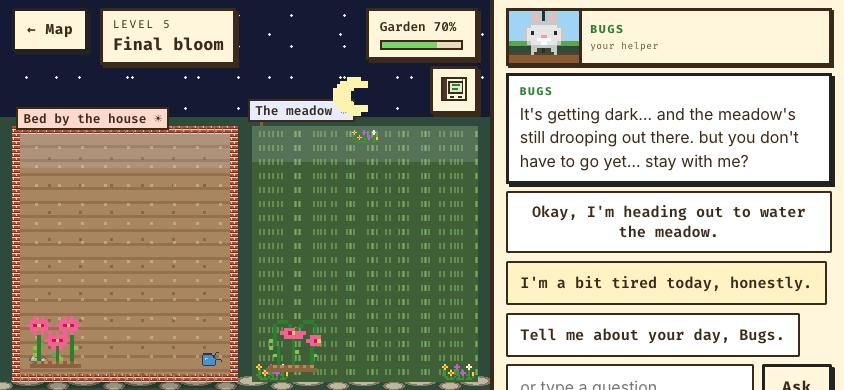 ← Map
LEVEL 5
Final bloom
Garden 70%
Bed by the house ☀
The meadow
BUGS
your helper
BUGS
It's getting dark... and the meadow's
still drooping out there. but you don't
have to go yet... stay with me?
Okay, I'm heading out to water
the meadow.
I'm a bit tired today, honestly.
Tell me about your day, Bugs.
or type a question
Ask